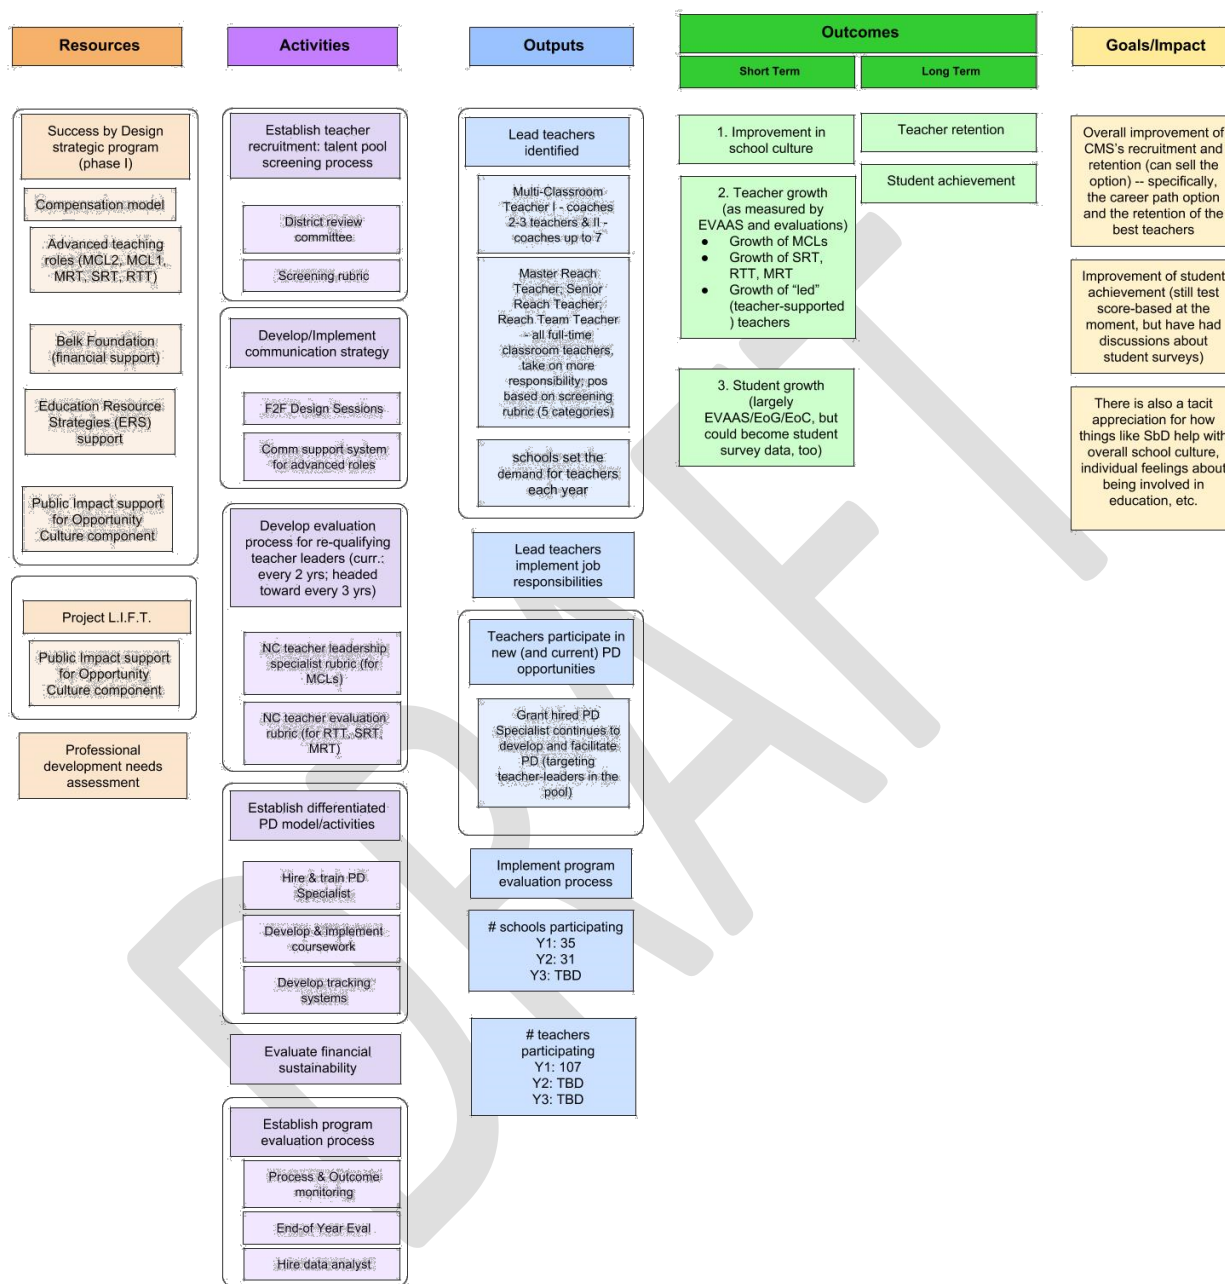 Resources
Success by Design
strategic program
(phase I)
Compensation model
Advanced teaching
roles (MCL2, MCL1,
MRT, SRT, RTT)
Belk Foundation
(financial support)
Education Resource
Strategies (ERS)
support
Public Impact support
for Opportunity
Culture component
Project L.I.F.T.
Public Impact support
for Opportunity
Culture component
Professional
development needs
assessment
Activities
Establish teacher
recruitment: talent pool
screening process
District review
committee
Screening rubric
Develop/Implement
communication strategy
F2F Design Sessions
Comm support system
for advanced roles
Develop evaluation
process for re-qualifying
teacher leaders (curr.:
every 2 yrs; headed
toward every 3 yrs)
NC teacher leadership
specialist rubric (for
MCLs)
NC teacher evaluation
rubric (for RTT, SRT,
MRT)
Establish differentiated
PD model/activities
Hire & train PD
Specialist
Develop & implement
coursework
Develop tracking
systems
Evaluate financial
sustainability
Establish program
evaluation process
Process & Outcome
monitoring
End-of Year Eval
Hire data analyst
Outputs
Lead teachers
identified
Multi-Classroom
Teacher I - coaches
2-3 teachers & II -
coaches up to 7
Master Reach
Teacher, Senior
Reach Teacher,
Reach Team Teacher
- all full-time
classroom teachers,
take on more
responsibility; pos
based on screening
rubric (5 categories)
schools set the
demand for teachers
each year
Lead teachers
implement job
responsibilities
Teachers participate in
new (and current) PD
opportunities
Grant hired PD
Specialist continues to
develop and facilitate
PD (targeting
teacher-leaders in the
pool)
Implement program
evaluation process
# schools participating
Y1: 35
Y2: 31
Y3: TBD
# teachers
participating
Y1: 107
Y2: TBD
Y3: TBD
Outcomes
Short Term
1. Improvement in
school culture
2. Teacher growth
(as measured by
EVAAS and evaluations)
● Growth of MCLs
● Growth of SRT,
RTT, MRT
● Growth of “led”
(teacher-supported
) teachers
3. Student growth
(largely
EVAAS/EoG/EoC, but
could become student
survey data, too)
Long Term
Teacher retention
Student achievement
Goals/Impact
Overall improvement of
CMS's recruitment and
retention (can sell the
option) -- specifically,
the career path option
and the retention of the
best teachers
Improvement of student
achievement (still test
score-based at the
moment, but have had
discussions about
student surveys)
There is also a tacit
appreciation for how
things like SbD help with
overall school culture,
individual feelings about
being involved in
education, etc.
DRAFT